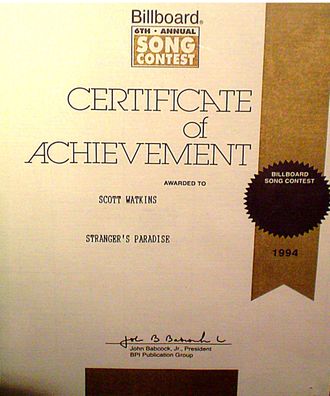 Billboard®
6TH • ANNUAL
SONG
CONTEST
CERTIFICATE
of
ACHIEVEMENT
AWARDED TO
SCOTT WATKINS
STRANGER'S PARADISE
BILLBOARD
SONG CONTEST
1994
John Babcock, Jr., President
BPI Publication Group